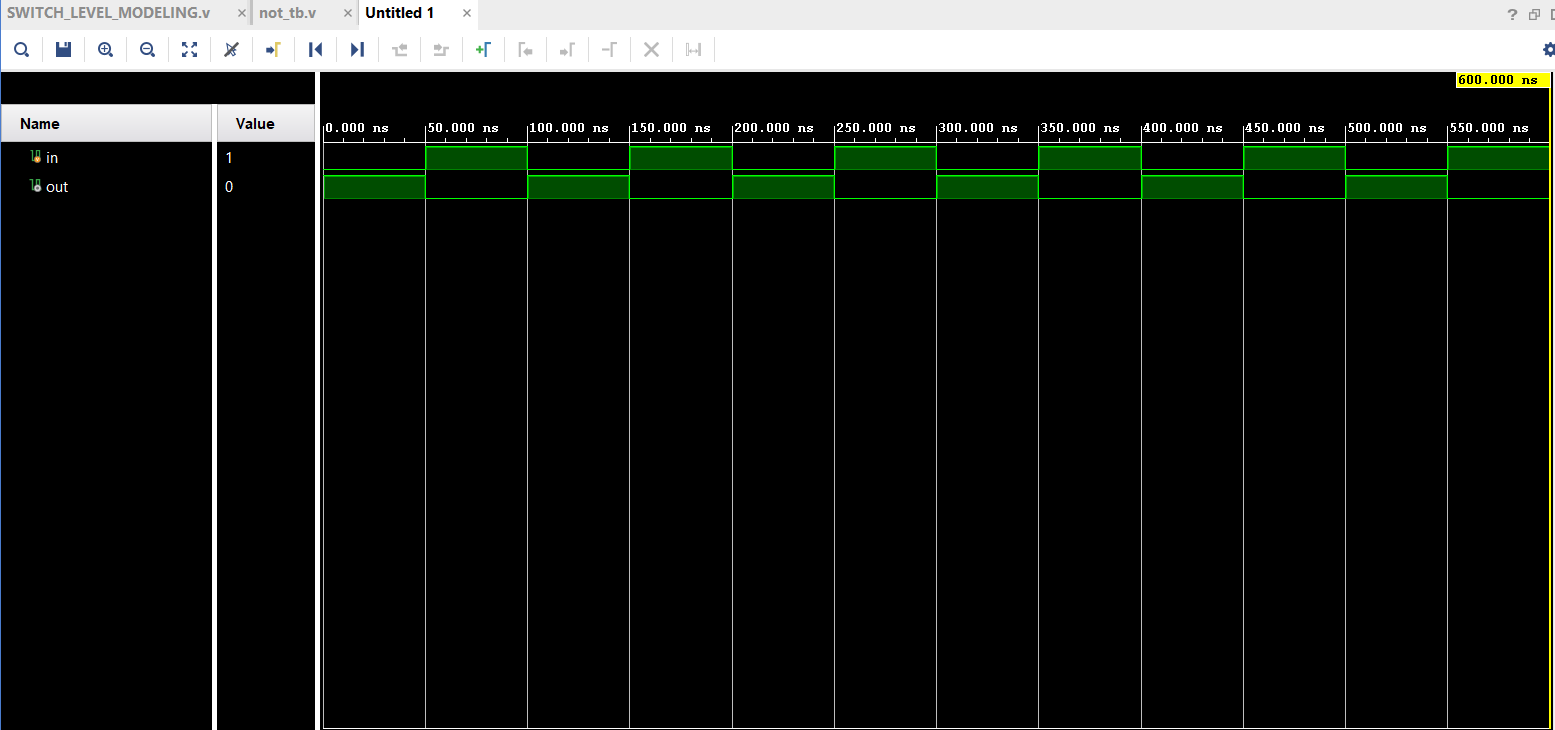 SWITCH_LEVEL_MODELING.v × not_tb.v × Untitled 1 × ?
600.000 ns
Name Value
0.000 ns 50.000 ns 100.000 ns 150.000 ns 200.000 ns 250.000 ns 300.000 ns 350.000 ns 400.000 ns 450.000 ns 500.000 ns 550.000 ns
in 1
out 0